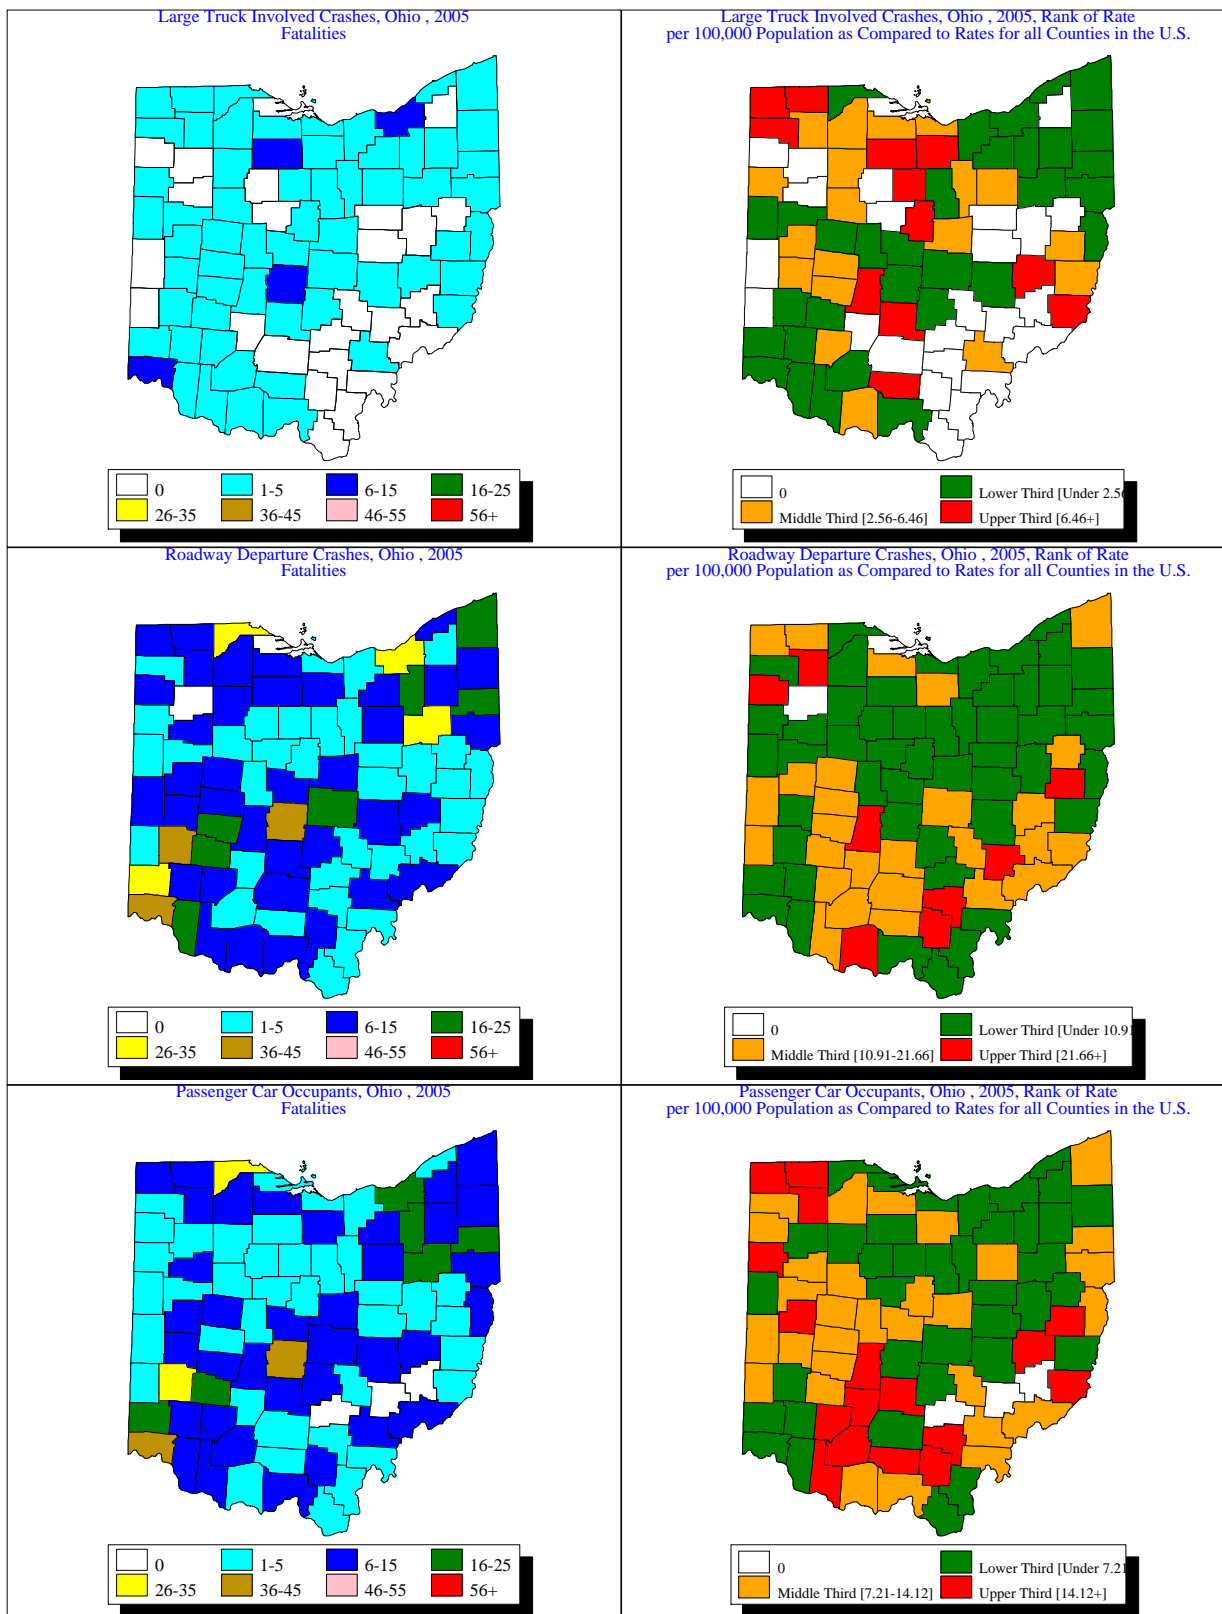 Large Truck Involved Crashes, Ohio , 2005
Fatalities
0
1-5
6-15
16-25
26-35
36-45
46-55
56+
Large Truck Involved Crashes, Ohio , 2005, Rank of Rate
per 100,000 Population as Compared to Rates for all Counties in the U.S.
0
Lower Third [Under 2.56
Middle Third [2.56-6.46]
Upper Third [6.46+]
Roadway Departure Crashes, Ohio , 2005
Fatalities
0
1-5
6-15
16-25
26-35
36-45
46-55
56+
Roadway Departure Crashes, Ohio , 2005, Rank of Rate
per 100,000 Population as Compared to Rates for all Counties in the U.S.
0
Lower Third [Under 10.91
Middle Third [10.91-21.66]
Upper Third [21.66+]
Passenger Car Occupants, Ohio , 2005
Fatalities
0
1-5
6-15
16-25
26-35
36-45
46-55
56+
Passenger Car Occupants, Ohio , 2005, Rank of Rate
per 100,000 Population as Compared to Rates for all Counties in the U.S.
0
Lower Third [Under 7.21
Middle Third [7.21-14.12]
Upper Third [14.12+]